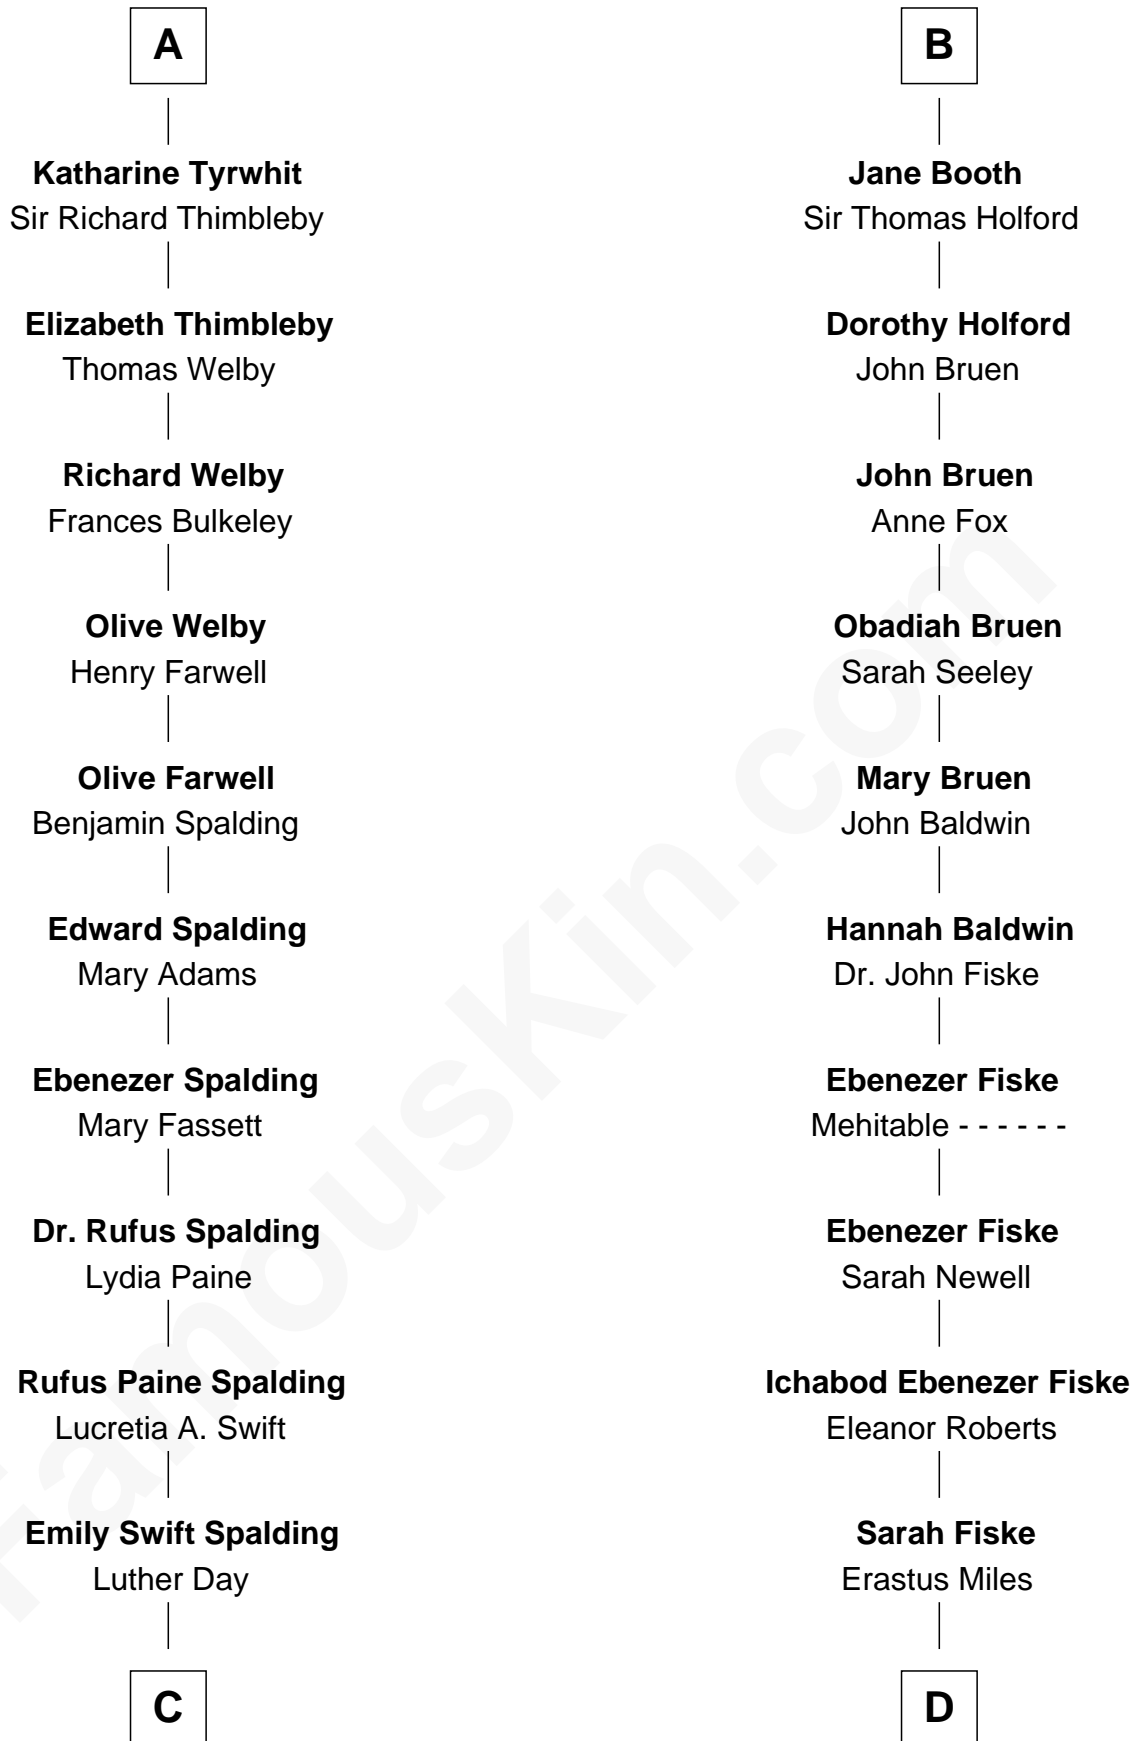 A
Katharine Tyrwhit
Sir Richard Thimbleby
Elizabeth Thimbleby
Thomas Welby
Richard Welby
Frances Bulkeley
Olive Welby
Henry Farwell
Olive Farwell
Benjamin Spalding
Edward Spalding
Mary Adams
Ebenezer Spalding
Mary Fassett
Dr. Rufus Spalding
Lydia Paine
Rufus Paine Spalding
Lucretia A. Swift
Emily Swift Spalding
Luther Day
C
B
Jane Booth
Sir Thomas Holford
Dorothy Holford
John Bruen
John Bruen
Anne Fox
Obadiah Bruen
Sarah Seeley
Mary Bruen
John Baldwin
Hannah Baldwin
Dr. John Fiske
Ebenezer Fiske
Mehitable - - - - - -
Ebenezer Fiske
Sarah Newell
Ichabod Ebenezer Fiske
Eleanor Roberts
Sarah Fiske
Erastus Miles
D
FamousKin.com